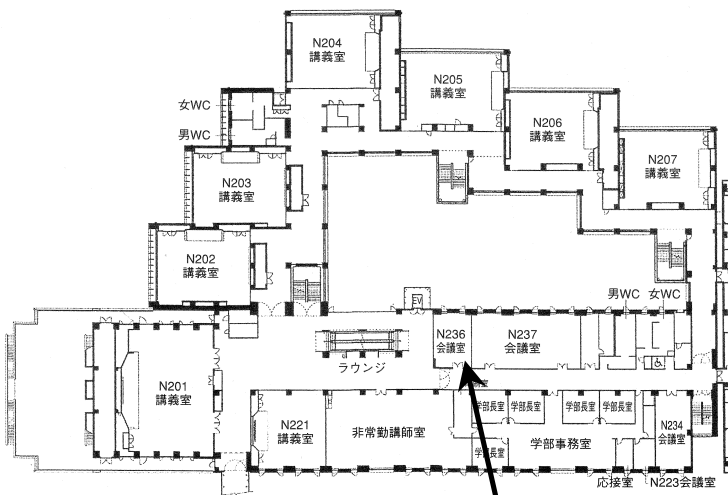 N204
講義室
N205
講義室
N206
講義室
N207
講義室
女WC
男WC
N203
講義室
N202
講義室
N201
講義室
EV
男WC 女WC
N236
会議室
N237
会議室
ラウンジ
N221
講義室
非常勤講師室
学部長室
学部長室
学部長室
学部長室
学部長室
学部事務室
N234
会議室
応接室
N223会議室